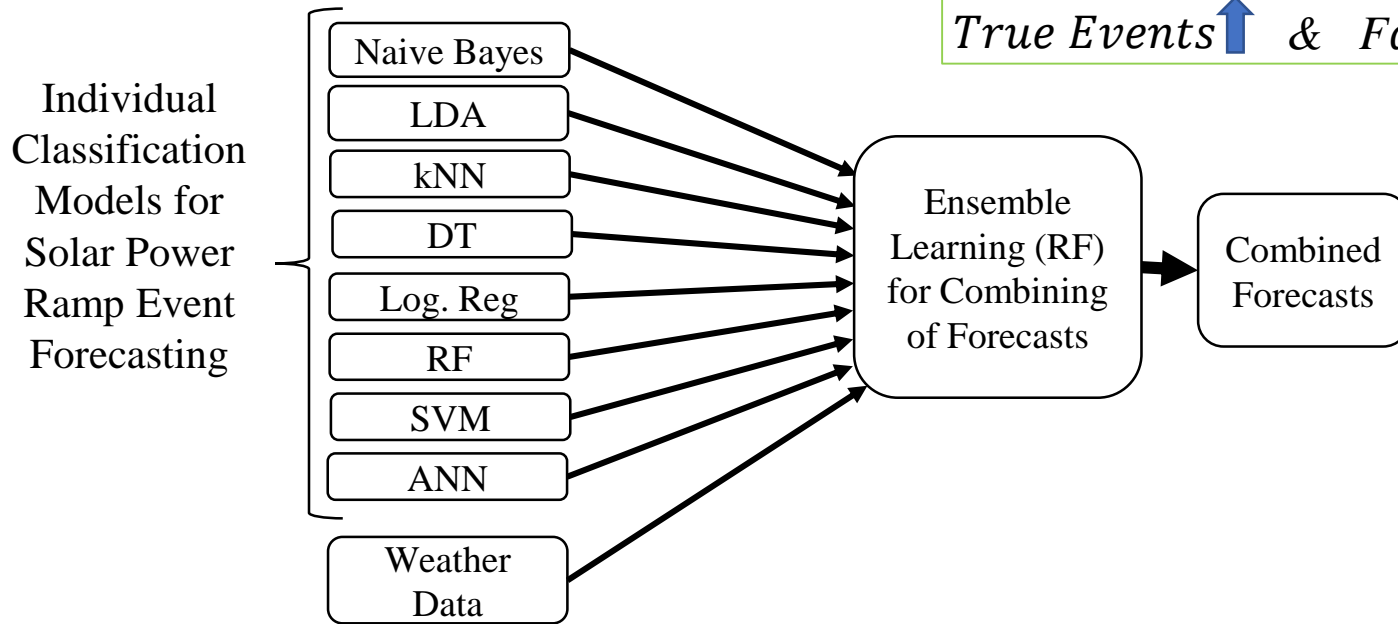 True Events & Fa
Individual
Classification
Models for
Solar Power
Ramp Event
Forecasting
Naive Bayes
LDA
kNN
DT
Log. Reg
RF
SVM
ANN
Weather
Data
Ensemble
Learning (RF)
for Combining
of Forecasts
Combined
Forecasts